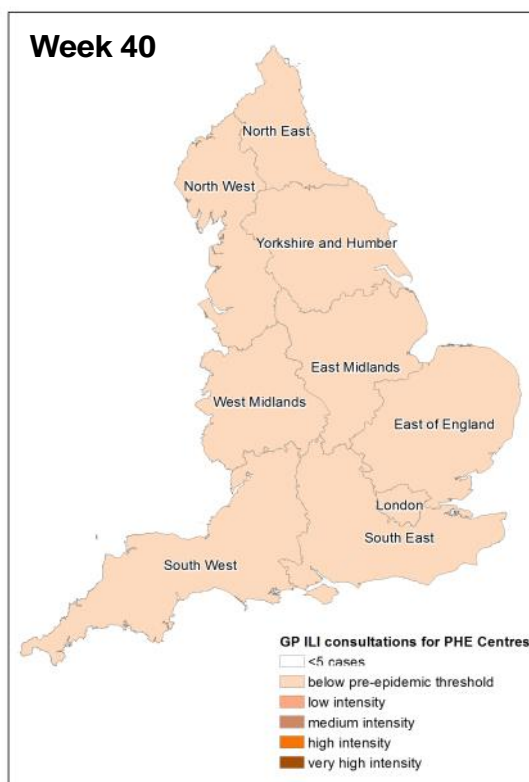 Week 40
North East
North West
Yorkshire and Humber
East Midlands
West Midlands
East of England
London
South East
South West
GP ILI consultations for PHE Centres
<5 cases
below pre-epidemic threshold
low intensity
medium intensity
high intensity
very high intensity